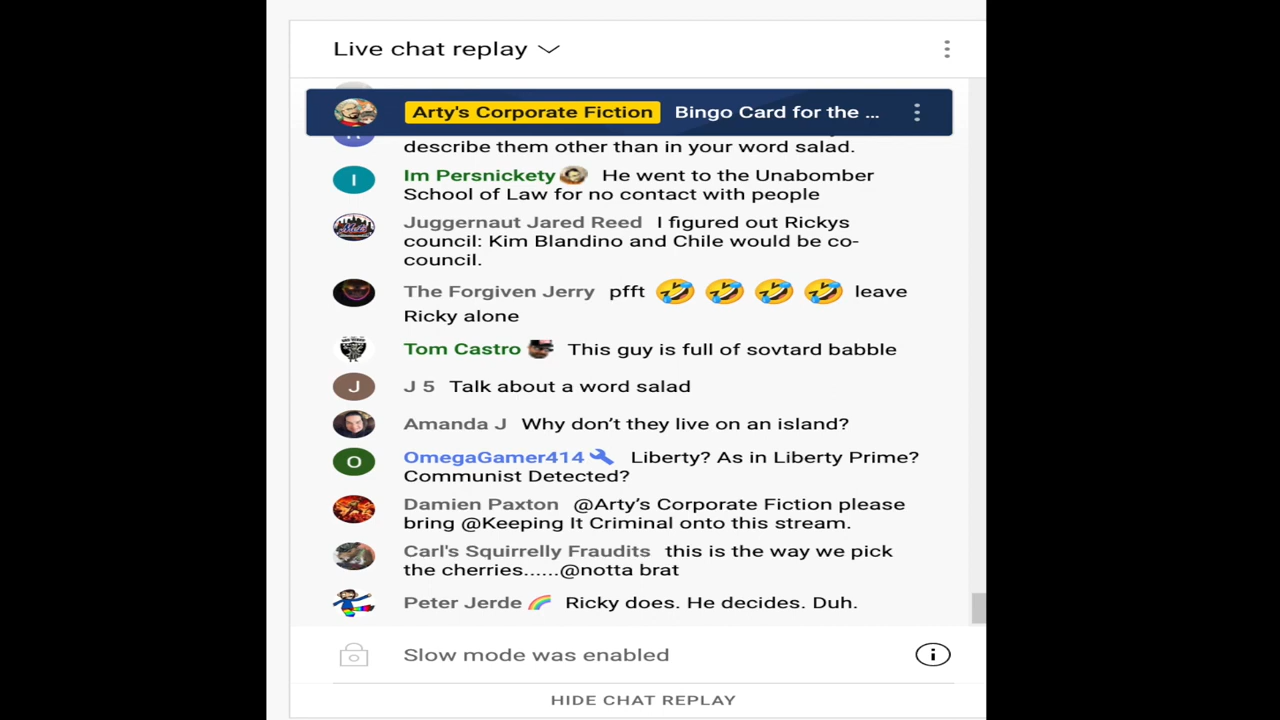 Live chat replay
Arty's Corporate Fiction Bingo Card for the ...
describe them other than in your word salad.
I Im Persnickety He went to the Unabomber
School of Law for no contact with people
Juggernaut Jared Reed I figured out Rickys
council: Kim Blandino and Chile would be co-
council.
The Forgiven Jerry pfft 🤣 🤣 🤣 🤣 leave
Ricky alone
Tom Castro This guy is full of sovtard babble
J J 5 Talk about a word salad
Amanda J Why don’t they live on an island?
O OmegaGamer414 Liberty? As in Liberty Prime?
Communist Detected?
Damien Paxton @Arty’s Corporate Fiction please
bring @Keeping It Criminal onto this stream.
Carl's Squirrelly Fraudits this is the way we pick
the cherries......@notta brat
Peter Jerde 🌈 Ricky does. He decides. Duh.
Slow mode was enabled
HIDE CHAT REPLAY